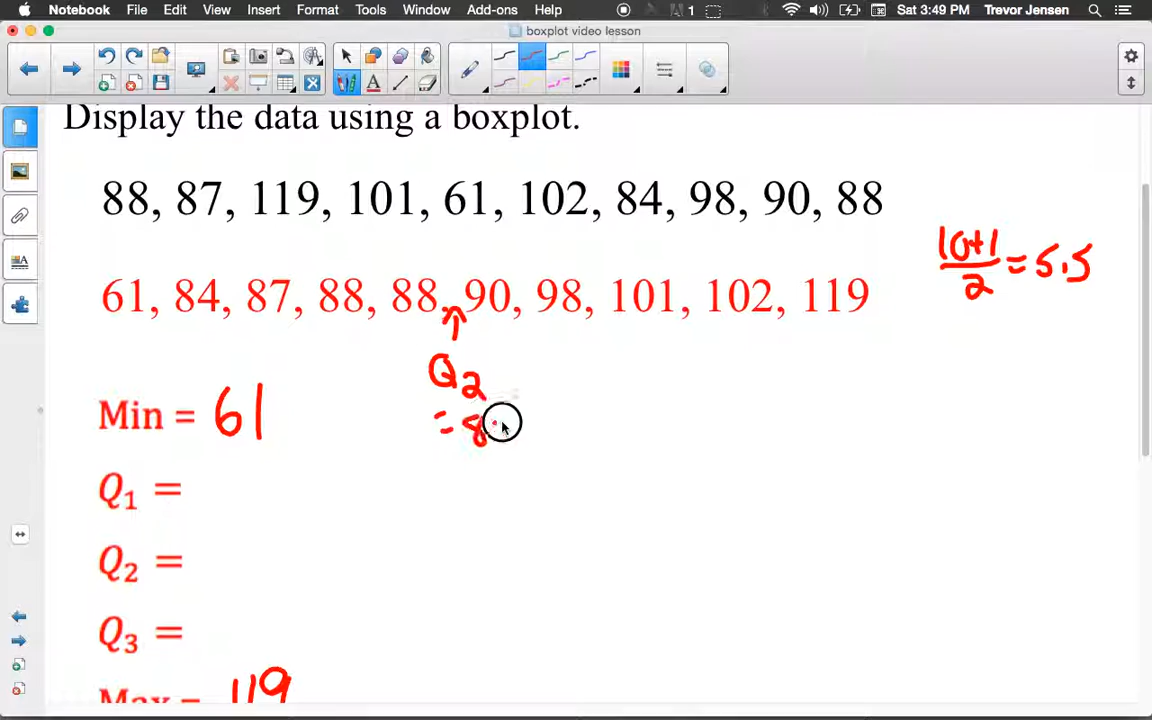 Notebook File Edit View Insert Format Tools Window Add-ons Help 1 Sat 3:49 PM Trevor Jensen
boxplot video lesson
Display the data using a boxplot.
88, 87, 119, 101, 61, 102, 84, 98, 90, 88
10+1
2
= 5.5
61, 84, 87, 88, 88, 90, 98, 101, 102, 119
Q2
= 8
Min = 61
Q₁ =
Q₂ =
Q₃ =
Max = 119